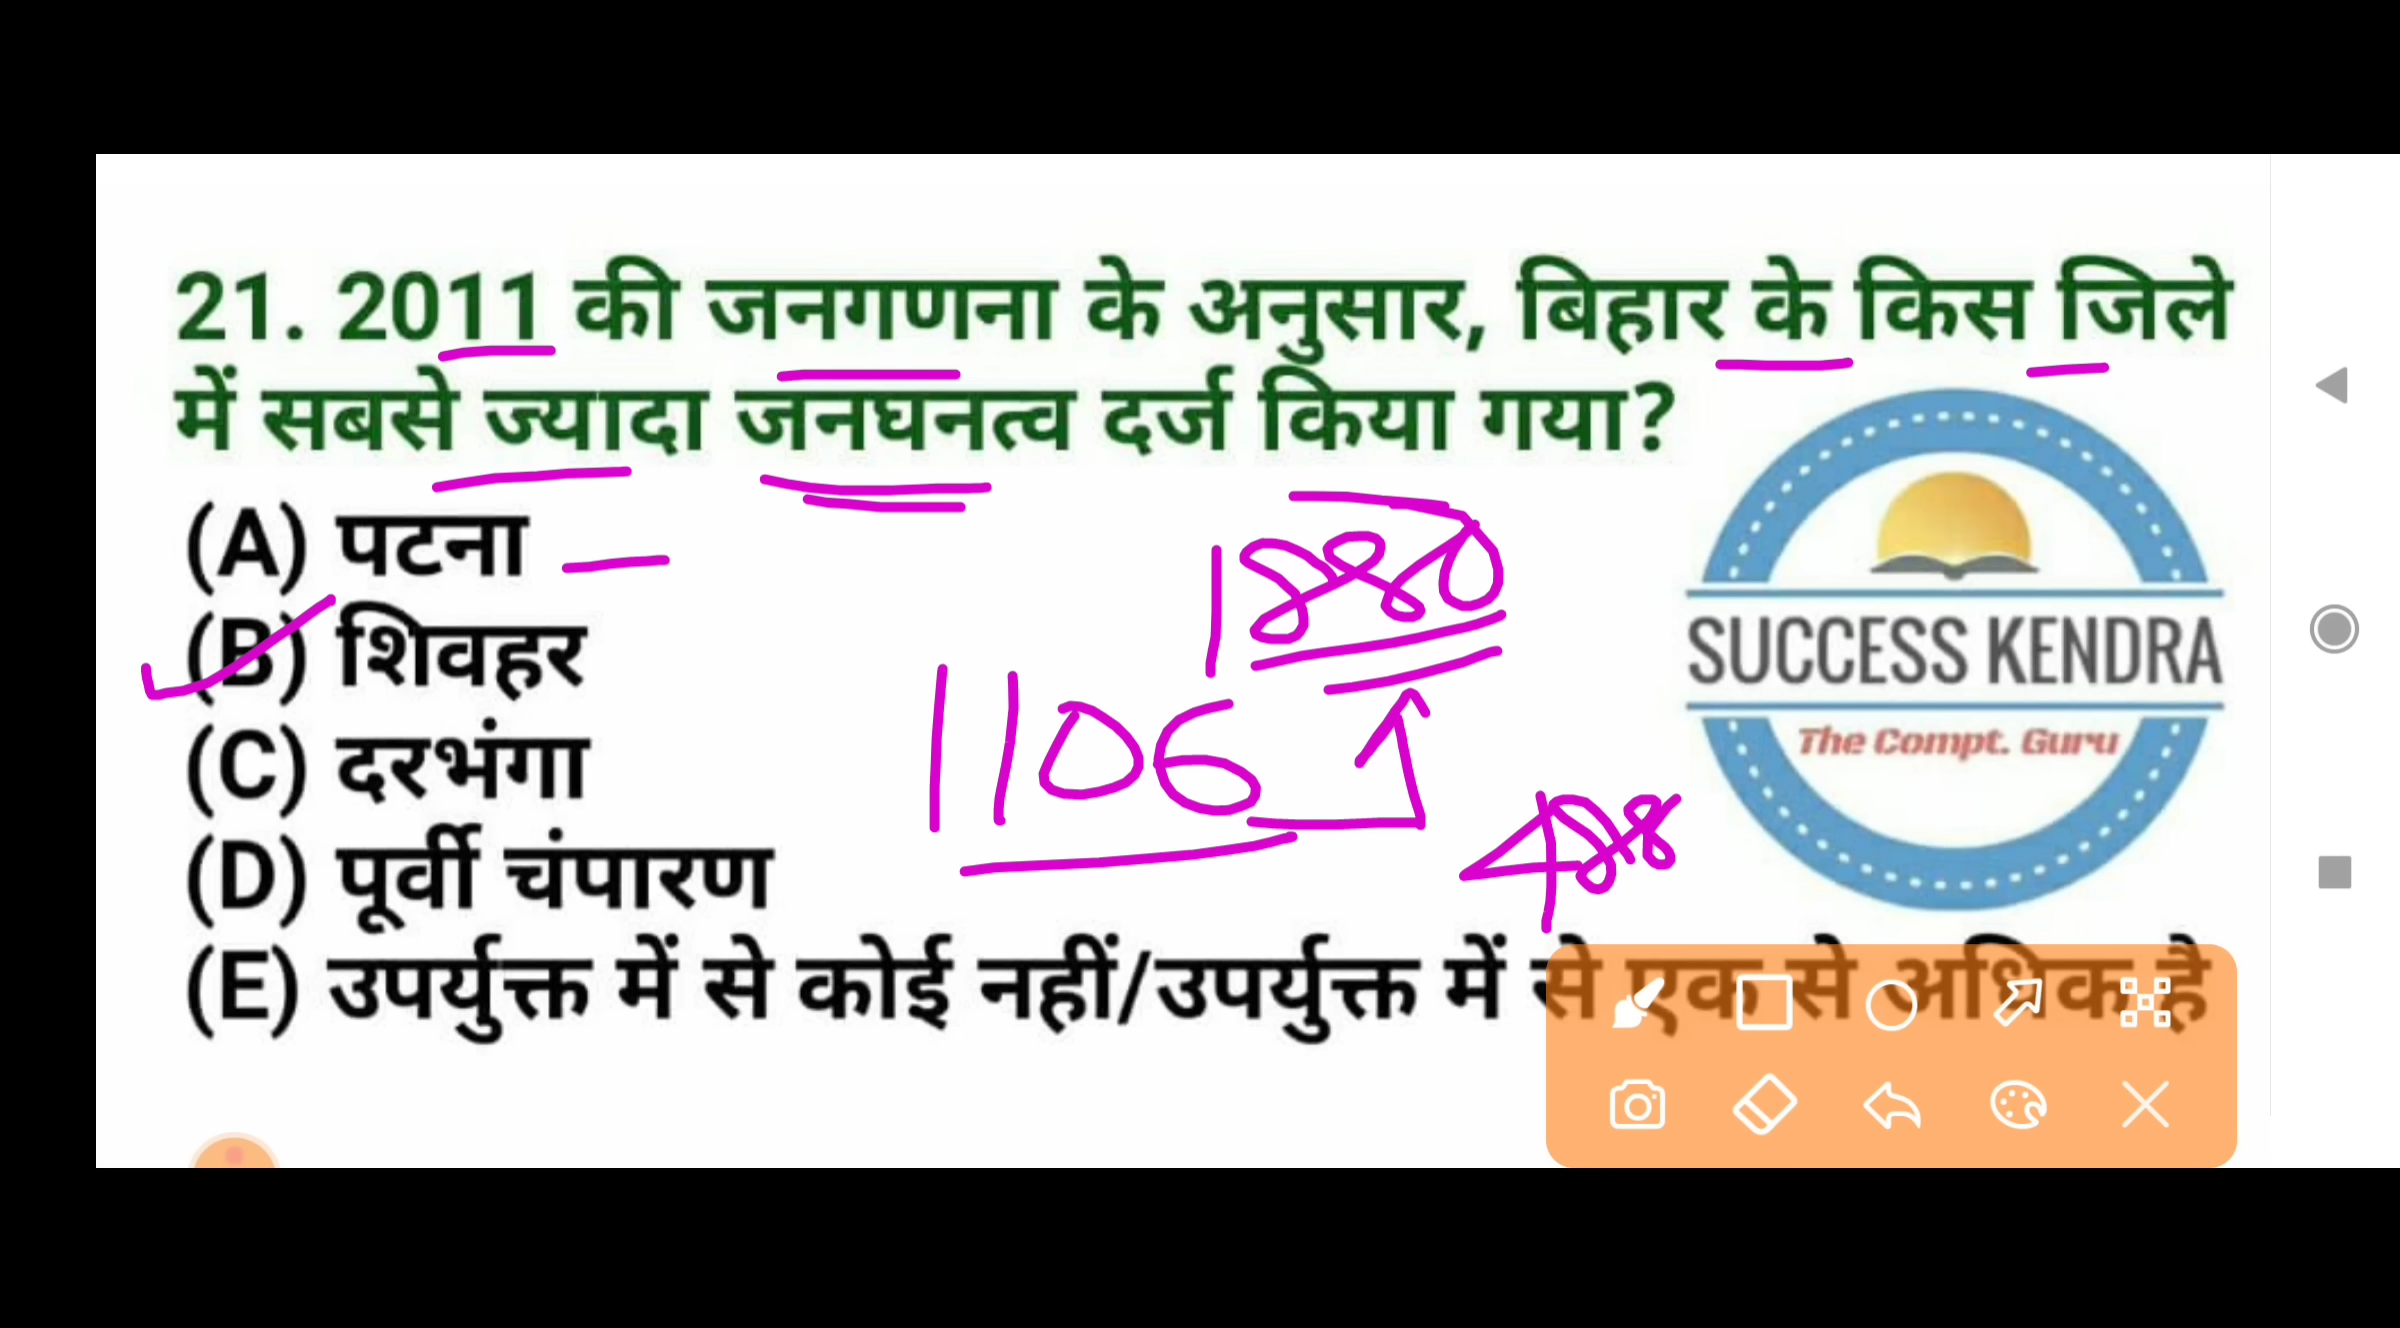 21. 2011 की जनगणना के अनुसार, बिहार के किस जिले
में सबसे ज्यादा जनघनत्व दर्ज किया गया?
(A) पटना
(B) शिवहर
(C) दरभंगा
(D) पूर्वी चंपारण
(E) उपर्युक्त में से कोई नहीं/उपर्युक्त में से एक से अधिक है
1880
1106
488
SUCCESS KENDRA
The Compt. Guru